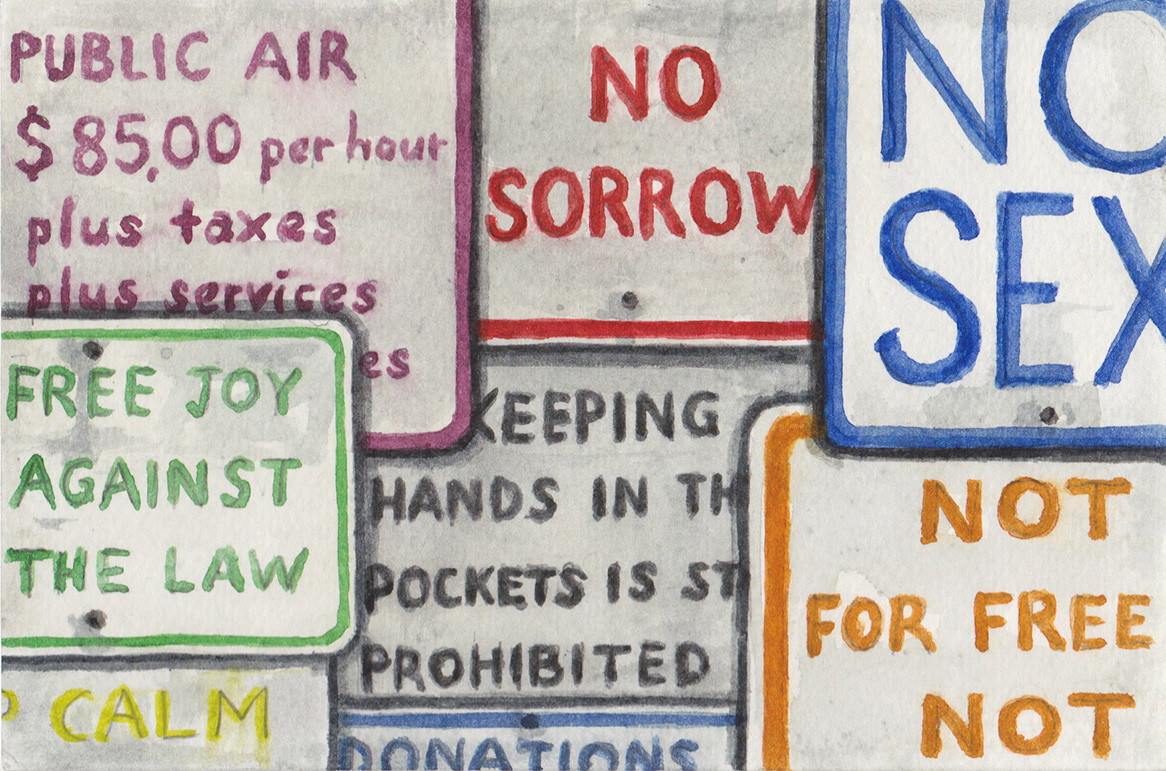 PUBLIC AIR
$85,00 per hour
plus taxes
plus services
es
NO
SORROW
NO
SEX
FREE JOY
AGAINST
THE LAW
KEEPING
HANDS IN TH
POCKETS IS ST
PROHIBITED
NOT
FOR FREE
NOT
P CALM
DONATIONS